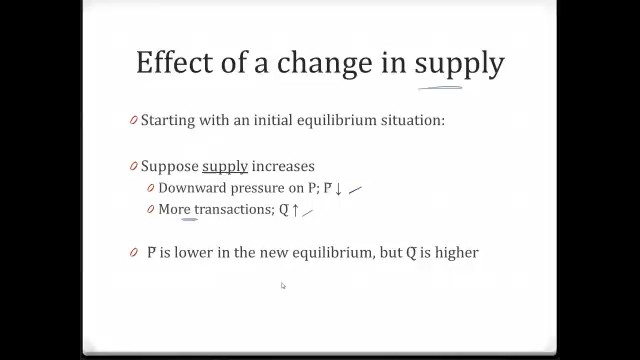 Effect of a change in supply
Starting with an initial equilibrium situation:
Suppose supply increases
Downward pressure on P; P̄ ↓
More transactions; Q̄ ↑
P̄ is lower in the new equilibrium, but Q̄ is higher